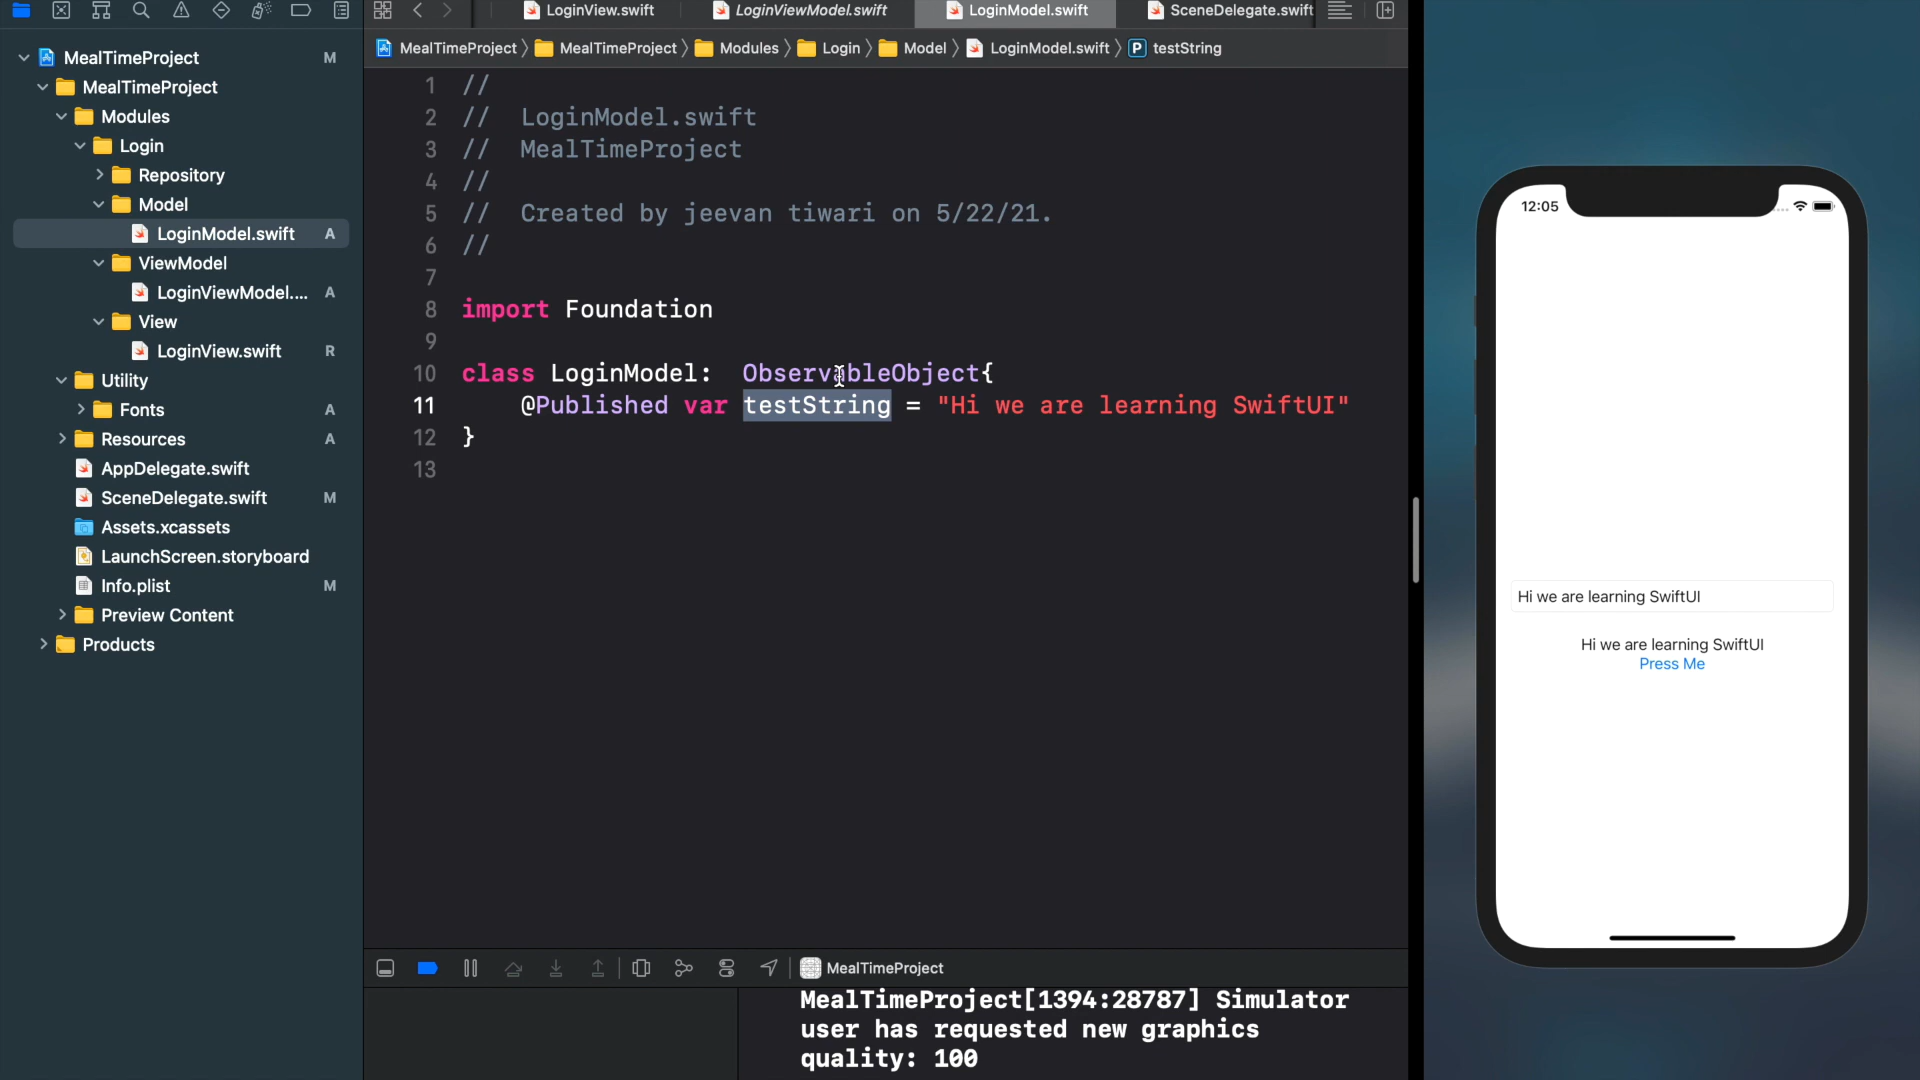 LoginView.swift
LoginViewModel.swift
LoginModel.swift
SceneDelegate.swift
MealTimeProject
MealTimeProject
Modules
Login
Model
LoginModel.swift
P testString
MealTimeProject M
MealTimeProject
Modules
Login
Repository
Model
LoginModel.swift A
ViewModel
LoginViewModel.... A
View
LoginView.swift R
Utility
Fonts A
Resources A
AppDelegate.swift
SceneDelegate.swift M
Assets.xcassets
LaunchScreen.storyboard
Info.plist M
Preview Content
Products
1 //
2 // LoginModel.swift
3 // MealTimeProject
4 //
5 // Created by jeevan tiwari on 5/22/21.
6 //
7
8 import Foundation
9
10 class LoginModel: ObservableObject{
11 @Published var testString = "Hi we are learning SwiftUI"
12 }
13
MealTimeProject
MealTimeProject[1394:28787] Simulator
user has requested new graphics
quality: 100
12:05
Hi we are learning SwiftUI
Hi we are learning SwiftUI
Press Me